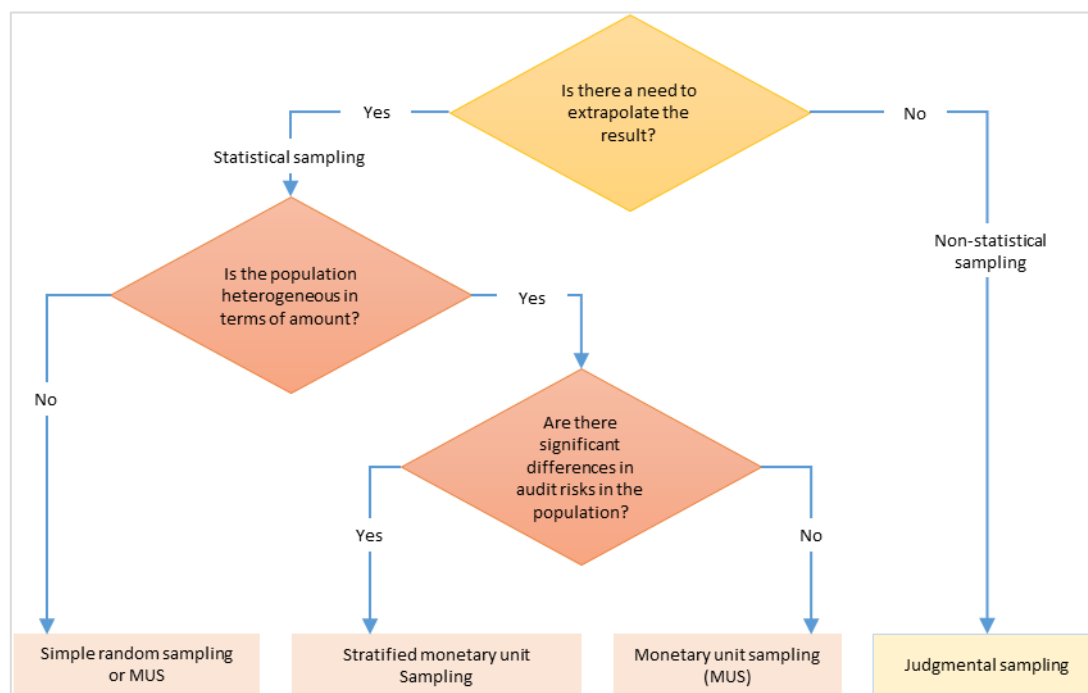 Is there a need to
extrapolate the
result?
Yes
No
Statistical sampling
Non-statistical
sampling
Is the population
heterogeneous in
terms of amount?
Yes
No
Are there
significant
differences in
audit risks in the
population?
Yes
No
Simple random sampling
or MUS
Stratified monetary unit
Sampling
Monetary unit sampling
(MUS)
Judgmental sampling